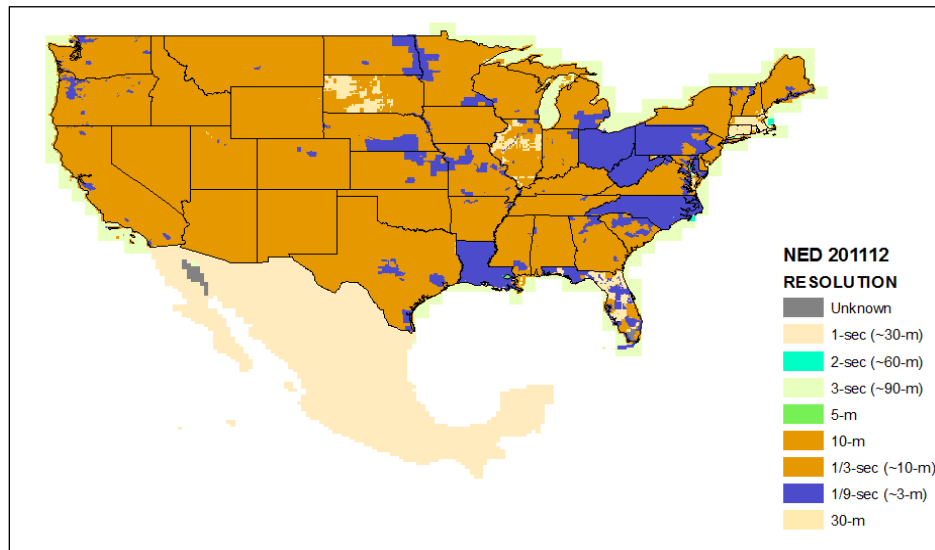 NED 201112
RESOLUTION
Unknown
1-sec (~30-m)
2-sec (~60-m)
3-sec (~90-m)
5-m
10-m
1/3-sec (~10-m)
1/9-sec (~3-m)
30-m